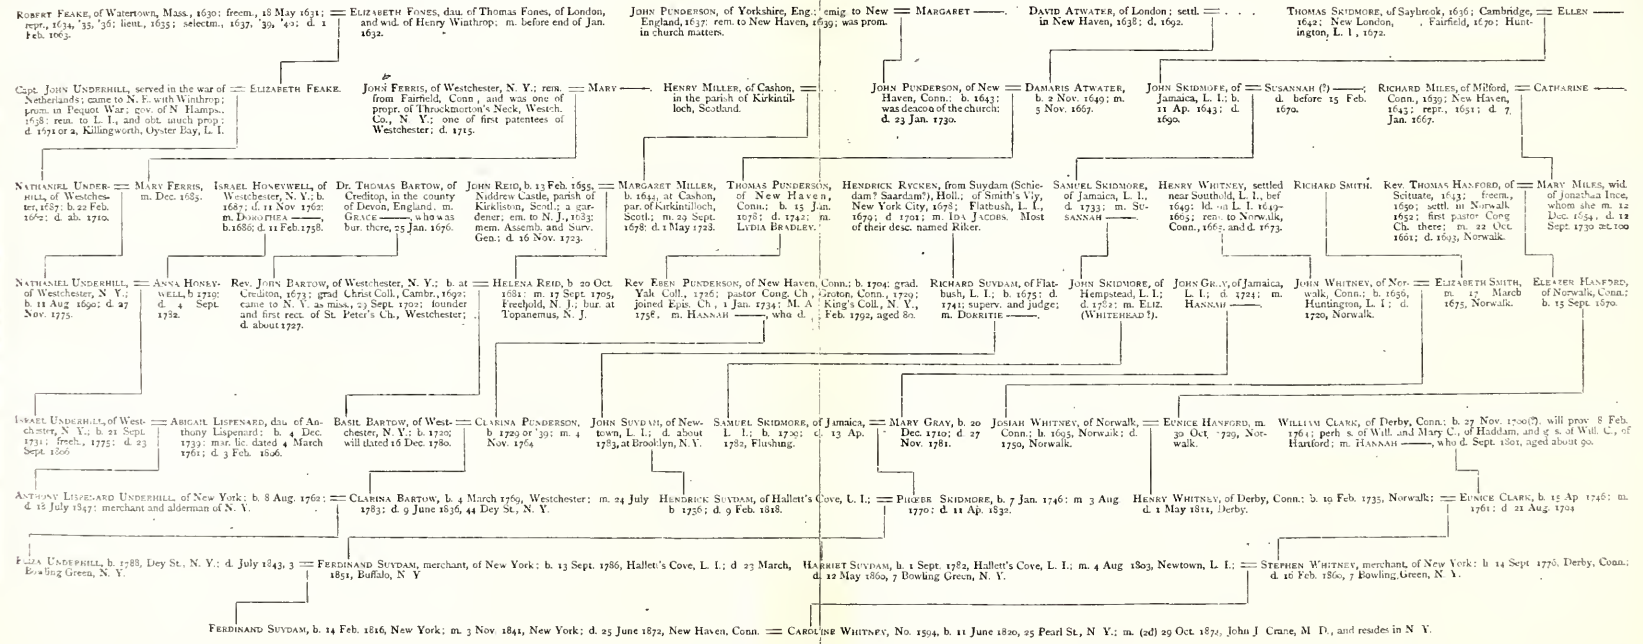 ROBERT FEAKE, of Watertown, Mass., 1630; freem., 18 May 1631;
repr., 1634, '35, '36; lieut., 1635; selectm., 1637, '39, '40; d. 1
Feb. 1663.
ELIZABETH FONES, dau. of Thomas Fones, of London,
and wid. of Henry Winthrop; m. before end of Jan.
1632.
JOHN PUNDERSON, of Yorkshire, Eng.; emig to New
England, 1637: rem. to New Haven, 1639; was prom.
in church matters.
MARGARET ——.
DAVID ATWATER, of London; settl.
in New Haven, 1638; d. 1692.
THOMAS SKIDMORE, of Saybrook, 1636; Cambridge,
1642; New London, Fairfield, 1670; Hunt-
ington, L. I, 1672.
ELLEN ——
Capt. JOHN UNDERHILL, served in the war of
Netherlands; came to N. E. with Winthrop;
prom. in Pequot War; gov. of N Hamps.,
1638: rem. to L. I., and obt. much prop;
d. 1671 or 2, Killingworth, Oyster Bay, L. I.
ELIZABETH FEAKE.
JOHN FERRIS, of Westchester, N. Y.; rem.
from Fairfield, Conn, and was one of
propr. of Throckmorton's Neck, Westch.
Co., N. Y.; one of first patentees of
Westchester; d. 1715.
MARY ——.
HENRY MILLER, of Cashon,
in the parish of Kirkintil-
loch, Scotland.
JOHN PUNDERSON, of New
Haven, Conn.; b. 1643;
was deacon of the church:
d. 23 Jan. 1730.
DAMARIS ATWATER,
b. 2 Nov. 1649; m.
5 Nov. 1667.
JOHN SKIDMORE, of
Jamaica, L. I.; b.
11 Apr. 1643; d.
1690.
SUSANNAH (?) ——;
d. before 15 Feb.
1670.
RICHARD MILES, of Milford,
Conn., 1639; New Haven,
1643; repr., 1651; d 7
Jan. 1667.
CATHARINE ——.
NATHANIEL UNDER-
HILL, of Westches-
ter, 1687; b. 22 Feb.
1662; d. ab. 1710.
MARY FERRIS,
m. Dec. 1685.
ISRAEL HONEYWELL, of
Westchester, N. Y.; b.
1687; d. 11 Nov 1762:
m. DOROTHEA ——,
b. 1686; d. 11 Feb. 1758.
Dr. THOMAS BARTOW, of
Creditop, in the county
of Devon, England. m.
GRACE ——, who was
bur. there, 25 Jan. 1676.
JOHN REID, b. 13 Feb. 1655,
Niddrew Castle, parish of
Kirkliston, Scotl.; a gar-
dener; em. to N. J., 1683;
mem. Assemb. and Surv.
Gen.; d. 16 Nov. 1723.
MARGARET MILLER,
b. 1644, at Cashon,
par. of Kirkintilloch,
Scotl.; m. 29 Sept.
1678: d. 1 May 1728.
THOMAS PUNDERSON,
of New Haven,
Conn.; b. 15 Jan.
1678; d. 1742; m.
LYDIA BRADLEY.
HENDRICK RYCKEN, from Suydam (Schie-
dam? Saardam?), Holl.; of Smith's Vly,
New York City, 1678; Flatbush, L. I.,
1679; d 1701; m. IDA JACOBS. Most
of their desc. named Riker.
SAMUEL SKIDMORE,
of Jamaica, L. I.,
1733; m. SU-
SANNAH ——
HENRY WHITNEY, settled
near Southold, L. I., bef
1649: ld. on L. I. 1649-
1665; rem. to Norwalk,
Conn., 1665, and d. 1673.
RICHARD SMITH.
Rev. THOMAS HANFORD, of
Scituate, 1643; freem.,
1650; settl. in Norwalk
1652; first pastor Cong
Ch. there; m. 22 Oct.
1661; d. 1693, Norwalk.
MARY MILES, wid.
of Jonathan Ince,
whom she m. 12
Dec. 1654, d. 12
Sept. 1730 æt. 100
NATHANIEL UNDERHILL,
of Westchester, N Y;
b. 11 Aug 1690; d. 27
Nov. 1775.
ANNA HONEY-
WELL, b 1719;
d. 4 Sept.
1782.
Rev. JOHN BARTOW, of Westchester, N. Y.; b. at
Crediton, 1673; grad Christ Coll., Cambr., 1692;
came to N. Y. as miss., 29 Sept. 1702; founder
and first rect. of St. Peter's Ch., Westchester;
d. about 1727.
HELENA REID, b 20 Oct.
1681: m. 17 Sept. 1705,
Freehold, N. J.; bur. at
Topanemus, N. J.
Rev EBEN PUNDERSON, of New Haven, Conn.; b. 1704; grad.
Yale Coll., 1726; pastor Cong. Ch, Groton, Conn., 1729;
joined Epis. Ch, 1 Jan. 1734; M. A King's Coll., N. Y.,
1758, m. HANNAH ——, who d. Feb. 1792, aged 80.
RICHARD SUYDAM, of Flat-
bush, L. I.; b. 1675; d.
d. 1782; superv. and judge;
m. DORRITIE ——.
JOHN SKIDMORE, of
Hempstead, L. I.;
m. ELIZ.
(WHITEHEAD?).
JOHN GRAY, of Jamaica,
L. I.; d. 1724; m.
HANNAH ——.
JOHN WHITNEY, of Nor-
walk, Conn.; b. 1656,
Huntington, L. I; d
1720, Norwalk.
ELIZABETH SMITH,
m. 17 March
1675, Norwalk.
ELEAZER HANFORD,
of Norwalk, Conn.;
b. 15 Sept. 1670.
ISRAEL UNDERHILL, of West-
chester, N. Y.; b. 21 Sept.
1731; freeh., 1775; d. 23
Sept. 1806
ABIGAIL LISPENARD, dau. of An-
thony Lispenard; b. 4 Dec.
1739: mar. lic. dated 4 March
1761; d. 3 Feb. 1806.
BASIL BARTOW, of West-
chester, N. Y.; b. 1720;
will dated 16 Dec. 1780.
CLARINA PUNDERSON,
b. 1729 or '39; m. 4
Nov. 1764
JOHN SUYDAM, of New-
town, L. I.; d. about
1783, at Brooklyn, N. Y.
SAMUEL SKIDMORE, of Jamaica,
L. I.; b. 1709; d. 13 Ap.
1782, Flushing.
MARY GRAY, b. 20
Dec. 1710; d 27
Nov. 1781.
JOSIAH WHITNEY, of Norwalk,
Conn.; b. 1695, Norwalk; d.
1750, Norwalk.
EUNICE HANFORD, m.
30 Oct. 1729, Nor-
walk.
WILLIAM CLARK, of Derby, Conn.; b. 27 Nov. 1700(?). will prov 8 Feb.
1764; perh s. of Will. and Mary C., of Haddam, and g s. of Will. C., of
Hartford; m. HANNAH ——, who d. Sept. 1801, aged about 90.
ANTHONY LISPENARD UNDERHILL, of New York; b. 8 Aug. 1762;
d. 18 July 1847: merchant and alderman of N. Y.
CLARINA BARTOW, b. 4 March 1769, Westchester; m. 24 July
1783; d. 9 June 1836, 44 Dey St., N. Y.
HENDRICK SUYDAM, of Hallett's Cove, L. I.;
b 1736; d. 9 Feb. 1818.
PHŒBE SKIDMORE, b. 7 Jan. 1746: m 3 Aug
1770; d. 11 Ap. 1832.
HENRY WHITNEY, of Derby, Conn.; b. 19 Feb. 1735, Norwalk;
d. 1 May 1811, Derby.
EUNICE CLARK, b. 15 Ap 1746; m.
1761; d 21 Aug. 1794
ELIZA UNDERHILL, b. 1788, Dey St., N. Y.; d. July 1843, 3
Bowling Green, N. Y.
FERDINAND SUYDAM, merchant, of New York; b. 13 Sept. 1786, Hallett's Cove, L. I.; d 23 March,
1851, Buffalo, N Y
HARRIET SUYDAM, b. 1 Sept. 1782, Hallett's Cove, L. I.; m. 4 Aug 1803, Newtown, L. I.;
d. 12 May 1860, 7 Bowling Green, N. Y.
STEPHEN WHITNEY, merchant, of New York: b 14 Sept 1776, Derby, Conn.;
d. 16 Feb. 1860, 7 Bowling Green, N. Y.
FERDINAND SUYDAM, b. 14 Feb. 1816, New York; m. 3 Nov. 1841, New York; d. 25 June 1872, New Haven, Conn.
CAROLINE WHITNEY, No. 1594, b. 11 June 1820, 25 Pearl St., N Y.; m. (2d) 29 Oct. 1874, John J Crane, M D., and resides in N Y.